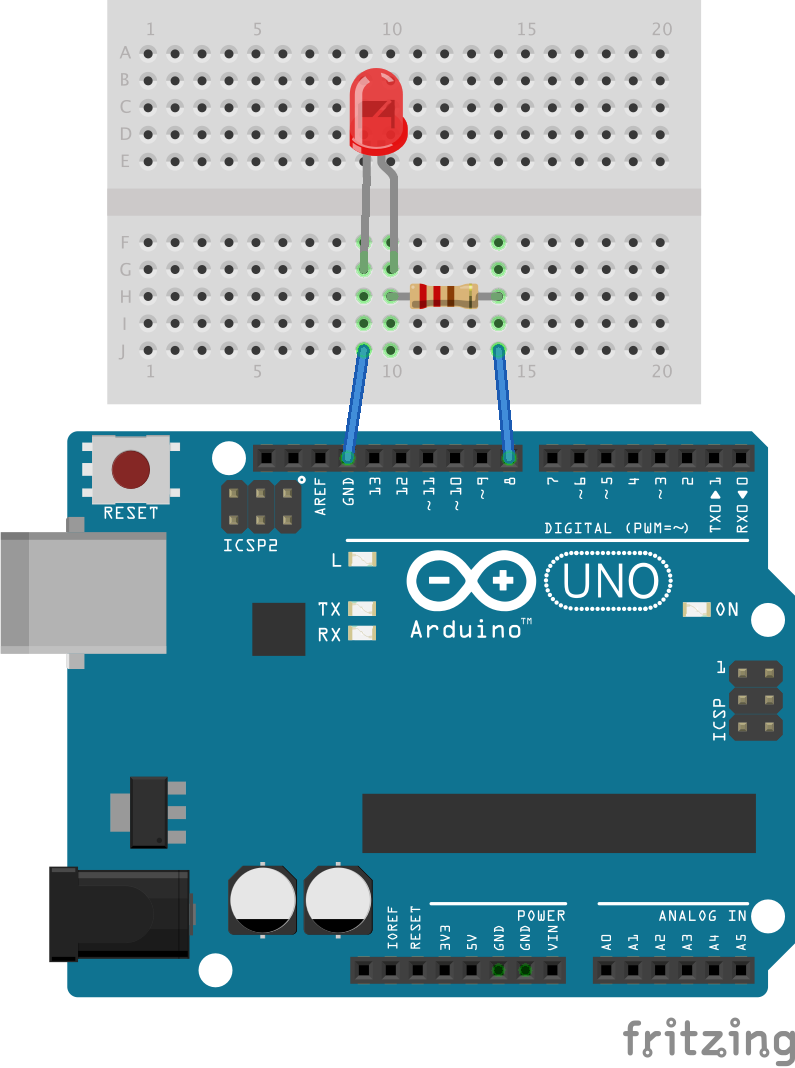 1 5 10 15 20
A
B
C
D
E
F
G
H
I
J
1 5 10 15 20
RESET
ICSP2
AREF
GND
13
12
~11
~10
~9
8
7
~6
~5
4
~3
2
TX0▶1
RX0◀0
DIGITAL (PWM=~)
L
TX
RX
UNO
Arduino™
ON
1
ICSP
IOREF
RESET
3V3
5V
GND
GND
VIN
POWER
A0
A1
A2
A3
A4
A5
ANALOG IN
fritzing